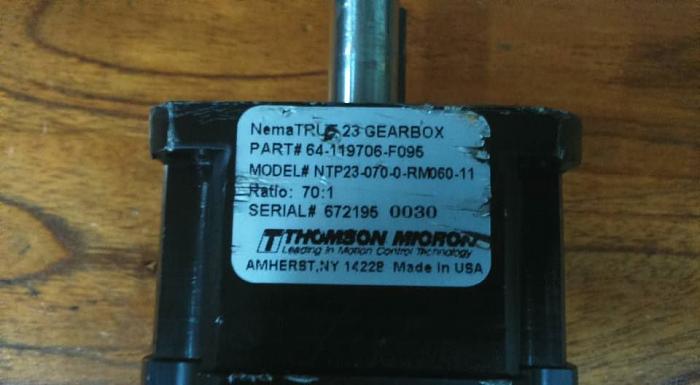 NemaTRUE 23 GEARBOX
PART# 64-119706-F095
MODEL# NTP23-070-0-RM060-11
Ratio: 70:1
SERIAL# 672195 0030
THOMSON MICRON
Leading in Motion Control Technology
AMHERST, NY 14228 Made in USA